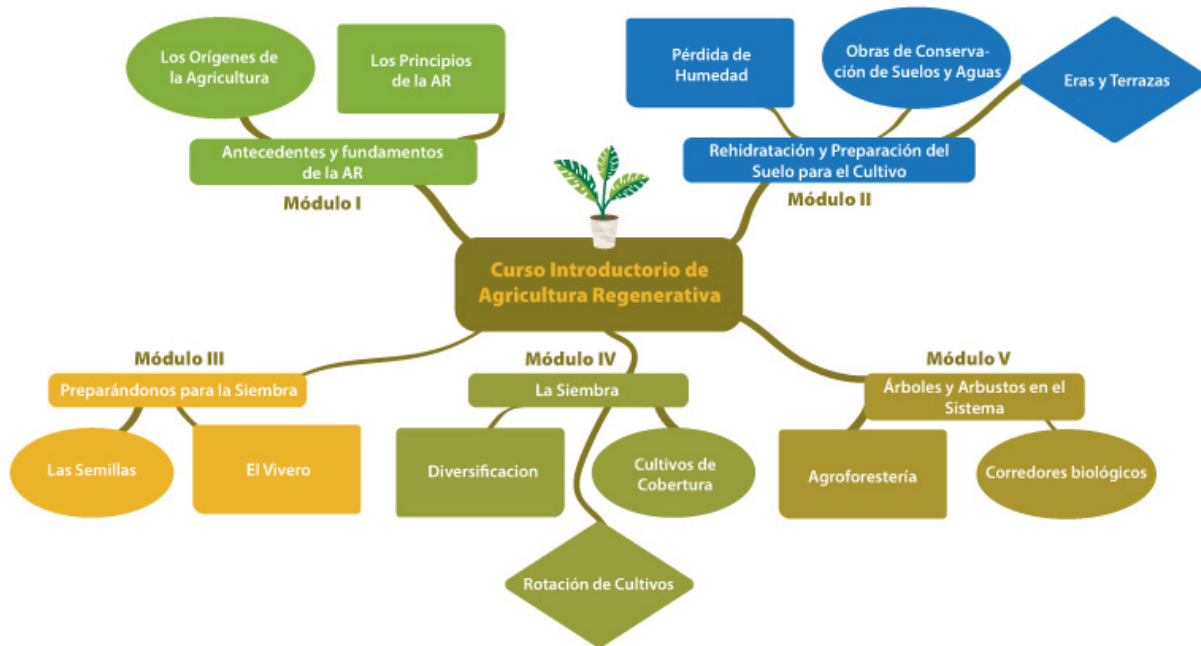 Los Orígenes de
la Agricultura
Los Principios
de la AR
Antecedentes y fundamentos
de la AR
Módulo I
Pérdida de
Humedad
Obras de Conserva-
ción de Suelos y Aguas
Eras y Terrazas
Rehidratación y Preparación del
Suelo para el Cultivo
Módulo II
Curso Introductorio de
Agricultura Regenerativa
Módulo III
Preparándonos para la Siembra
Las Semillas
El Vivero
Módulo IV
La Siembra
Diversificacion
Cultivos de
Cobertura
Rotación de Cultivos
Módulo V
Árboles y Arbustos en el
Sistema
Agroforestería
Corredores biológicos